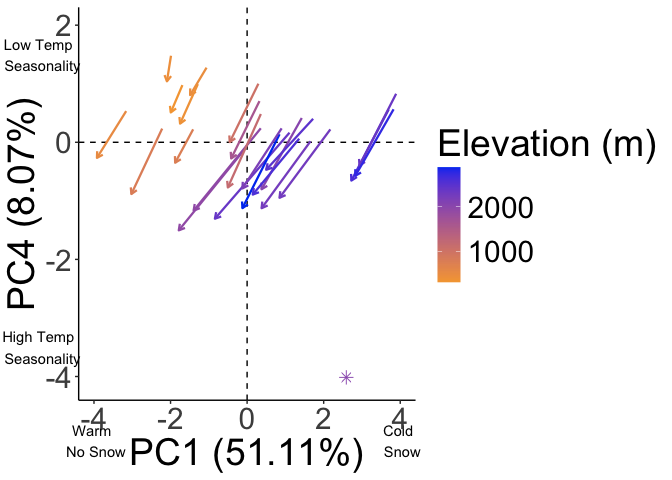 2
Low Temp
Seasonality
Elevation (m)
0
2000
1000
PC4 (8.07%)
-2
High Temp
Seasonality
-4
-4 -2 0 2 4
Warm
No Snow
PC1 (51.11%)
Cold
Snow